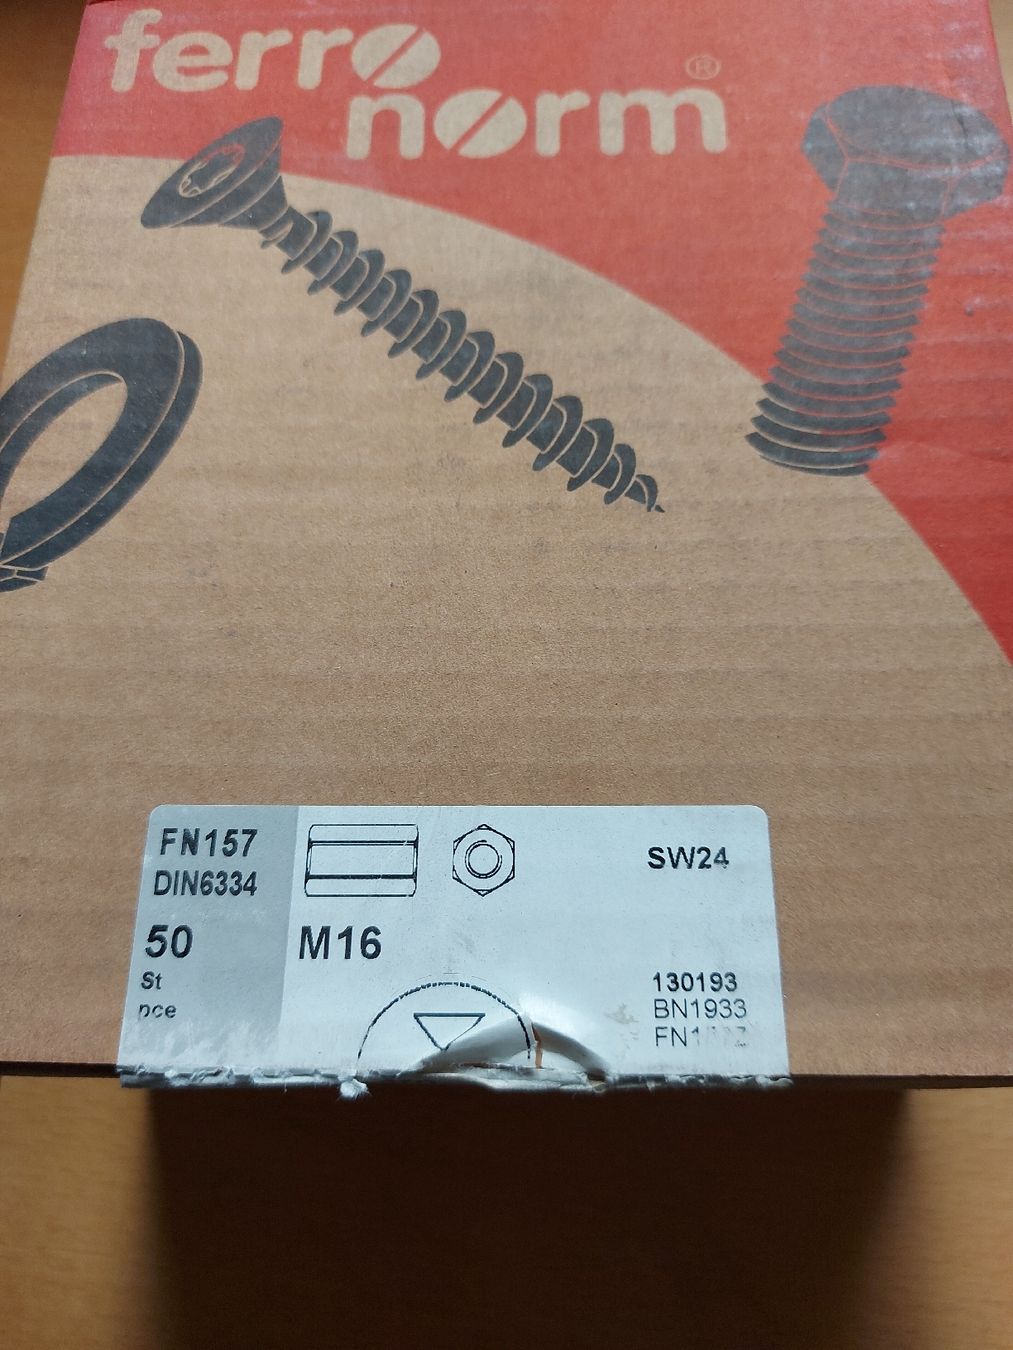 ferro
norm®
FN157
DIN6334
SW24
50
M16
St
pce
130193
BN1933